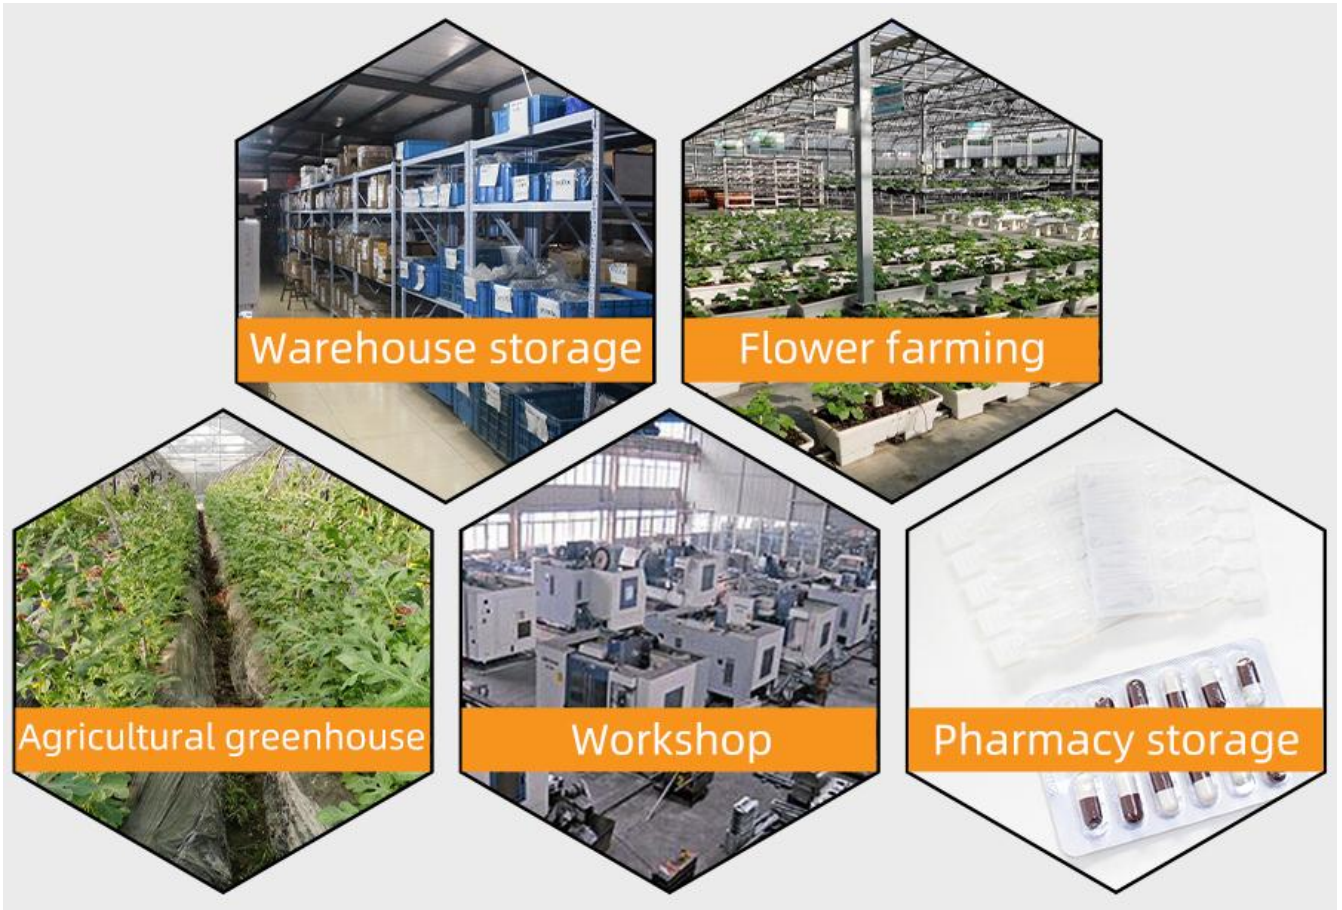 Warehouse storage
Flower farming
Agricultural greenhouse
Workshop
Pharmacy storage